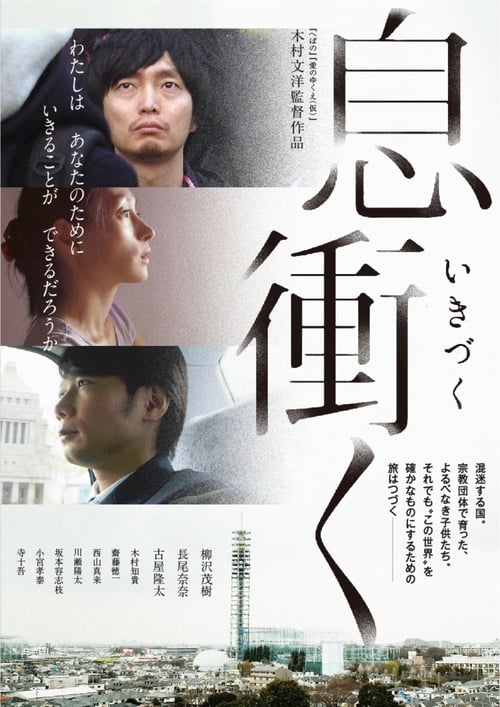 『へばの』『愛のゆくえ(仮)』
木村文洋監督作品
息衝く
いきづく
わたしは あなたのために
いきることが できるだろうか
混迷する国。
宗教団体で育った、
よるべなき子供たち。
それでも“この世界”を
確かなものにするための
旅はつづく――
柳沢茂樹
長尾奈奈
古屋隆太
木村知貴
齋藤徳一
西山真来
川瀬陽太
坂本容志枝
小宮孝泰
寺十吾